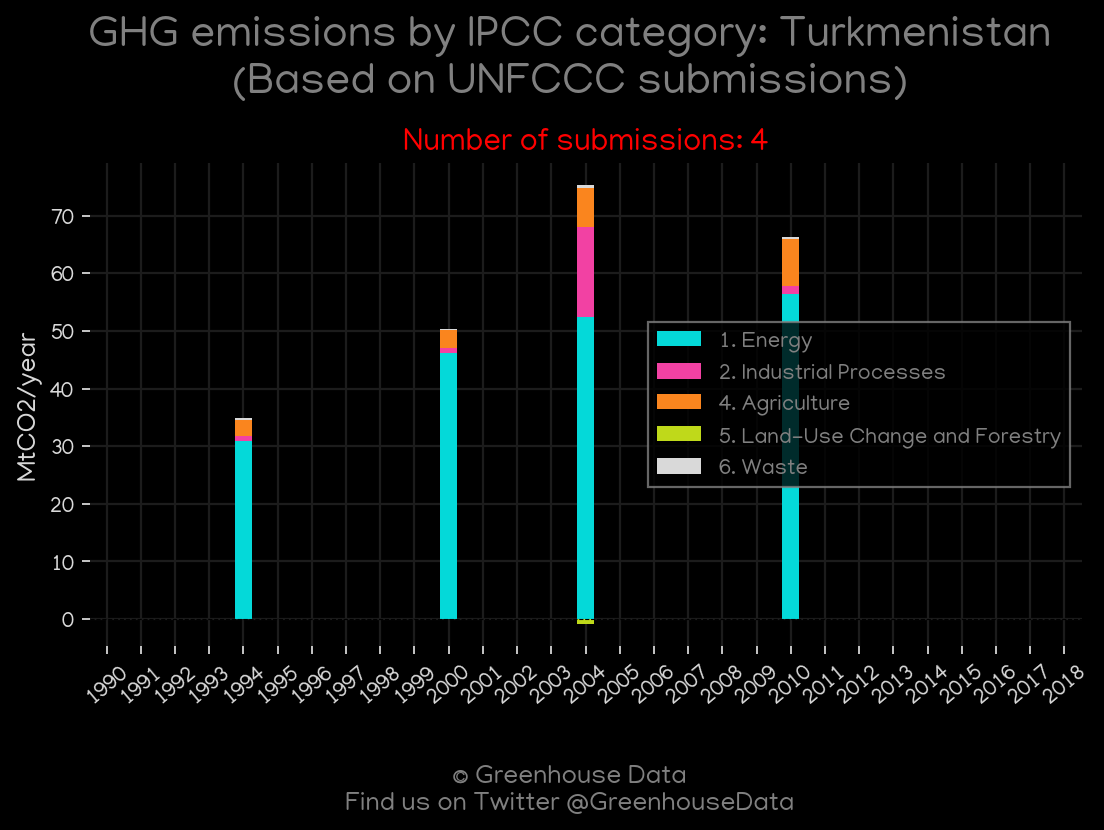 GHG emissions by IPCC category: Turkmenistan
(Based on UNFCCC submissions)
Number of submissions: 4
MtCO2/year
70
60
50
40
30
20
10
0
1. Energy
2. Industrial Processes
4. Agriculture
5. Land-Use Change and Forestry
6. Waste
1990 1991 1992 1993 1994 1995 1996 1997 1998 1999 2000 2001 2002 2003 2004 2005 2006 2007 2008 2009 2010 2011 2012 2013 2014 2015 2016 2017 2018
© Greenhouse Data
Find us on Twitter @GreenhouseData